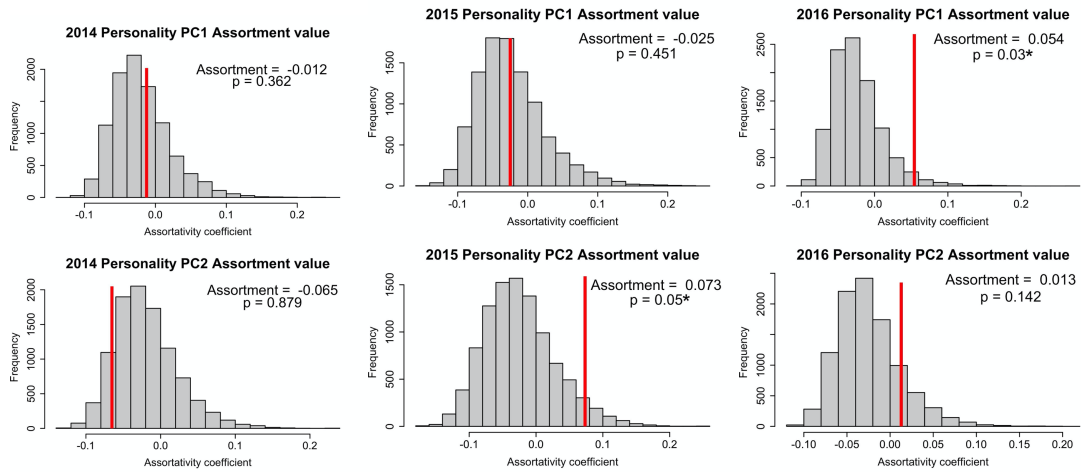 2014 Personality PC1 Assortment value
Assortment = -0.012
p = 0.362
Frequency
2000
1500
1000
500
0
-0.1 0.0 0.1 0.2
Assortativity coefficient
2015 Personality PC1 Assortment value
Assortment = -0.025
p = 0.451
Frequency
1500
1000
500
0
-0.1 0.0 0.1 0.2
Assortativity coefficient
2016 Personality PC1 Assortment value
Assortment = 0.054
p = 0.03*
Frequency
2500
1500
500
0
-0.1 0.0 0.1 0.2
Assortativity coefficient
2014 Personality PC2 Assortment value
Assortment = -0.065
p = 0.879
Frequency
2000
1500
1000
500
0
-0.1 0.0 0.1 0.2
Assortativity coefficient
2015 Personality PC2 Assortment value
Assortment = 0.073
p = 0.05*
Frequency
1500
1000
500
0
-0.1 0.0 0.1 0.2
Assortativity coefficient
2016 Personality PC2 Assortment value
Assortment = 0.013
p = 0.142
Frequency
2000
1000
500
0
-0.10 -0.05 0.00 0.05 0.10 0.15 0.20
Assortativity coefficient